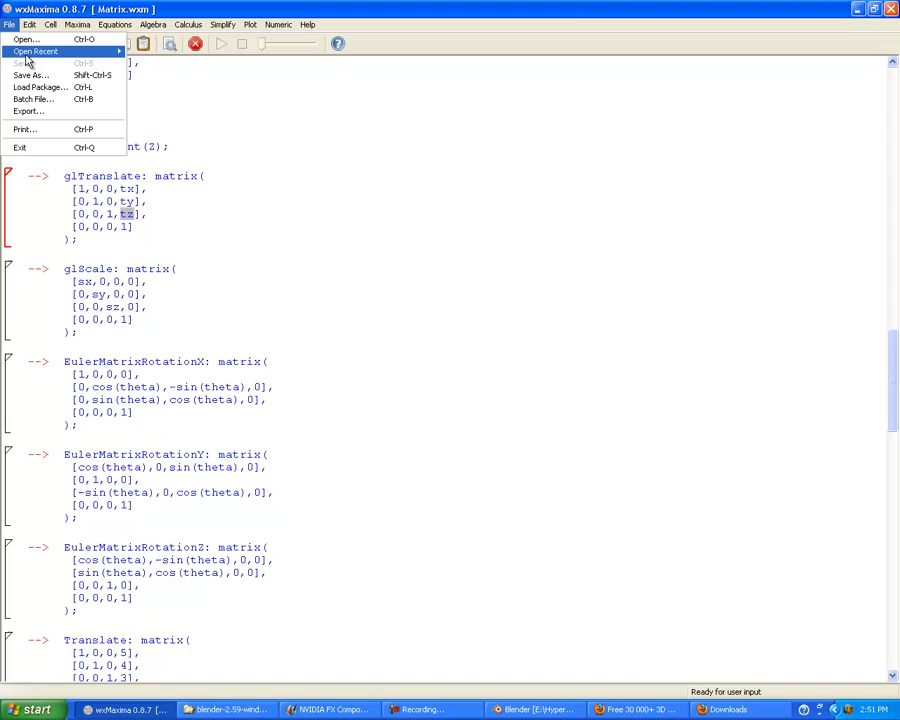 wxMaxima 0.8.7 [ Matrix.wxm ]
File Edit Cell Maxima Equations Algebra Calculus Simplify Plot Numeric Help
Open... Ctrl-O
Open Recent
Ctrl-S
Save As... Shift-Ctrl-S
Load Package... Ctrl-L
Batch File... Ctrl-B
Export...
Print... Ctrl-P
Exit Ctrl-Q
],
]
nt(Z);
--> glTranslate: matrix(
[1,0,0,tx],
[0,1,0,ty],
[0,0,1,tz],
[0,0,0,1]
);
--> glScale: matrix(
[sx,0,0,0],
[0,sy,0,0],
[0,0,sz,0],
[0,0,0,1]
);
--> EulerMatrixRotationX: matrix(
[1,0,0,0],
[0,cos(theta),-sin(theta),0],
[0,sin(theta),cos(theta),0],
[0,0,0,1]
);
--> EulerMatrixRotationY: matrix(
[cos(theta),0,sin(theta),0],
[0,1,0,0],
[-sin(theta),0,cos(theta),0],
[0,0,0,1]
);
--> EulerMatrixRotationZ: matrix(
[cos(theta),-sin(theta),0,0],
[sin(theta),cos(theta),0,0],
[0,0,1,0],
[0,0,0,1]
);
--> Translate: matrix(
[1,0,0,5],
[0,1,0,4],
[0,0,1,3],
Ready for user input
start wxMaxima 0.8.7 [... blender-2.59-wind... NVIDIA FX Compo... Recording... Blender [E:\Hyper... Free 30 000+ 3D ... Downloads 2:51 PM